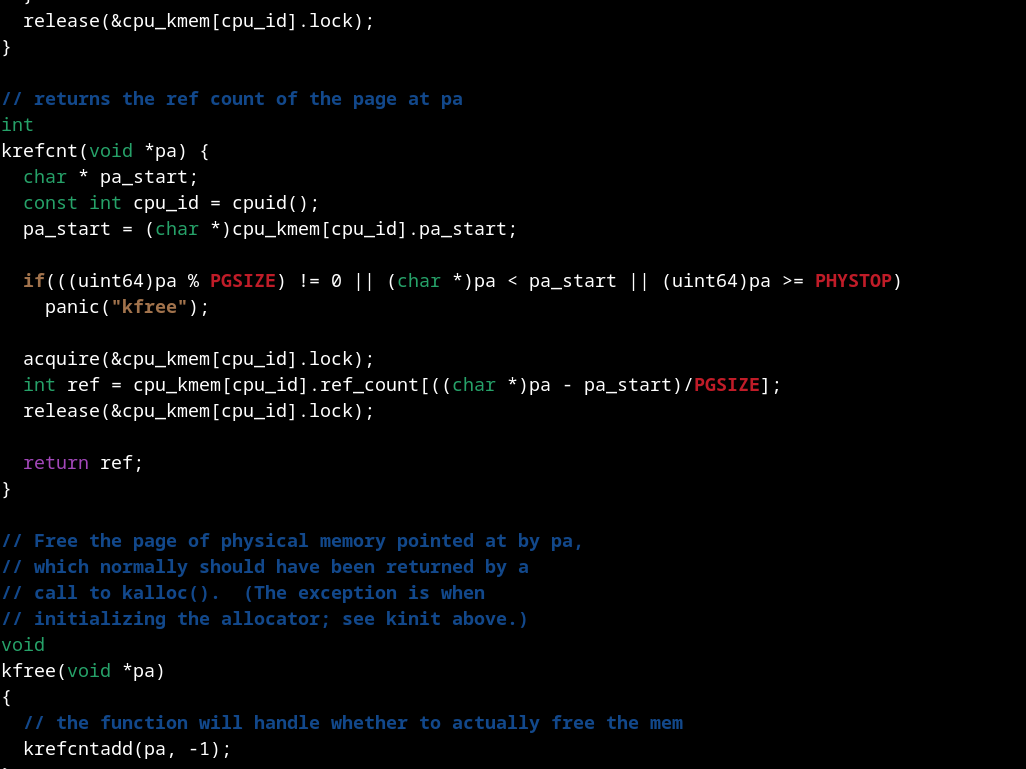 release(&cpu_kmem[cpu_id].lock);
}

// returns the ref count of the page at pa
int
krefcnt(void *pa) {
  char * pa_start;
  const int cpu_id = cpuid();
  pa_start = (char *)cpu_kmem[cpu_id].pa_start;

  if(((uint64)pa % PGSIZE) != 0 || (char *)pa < pa_start || (uint64)pa >= PHYSTOP)
    panic("kfree");

  acquire(&cpu_kmem[cpu_id].lock);
  int ref = cpu_kmem[cpu_id].ref_count[((char *)pa - pa_start)/PGSIZE];
  release(&cpu_kmem[cpu_id].lock);

  return ref;
}

// Free the page of physical memory pointed at by pa,
// which normally should have been returned by a
// call to kalloc().  (The exception is when
// initializing the allocator; see kinit above.)
void
kfree(void *pa)
{
  // the function will handle whether to actually free the mem
  krefcntadd(pa, -1);